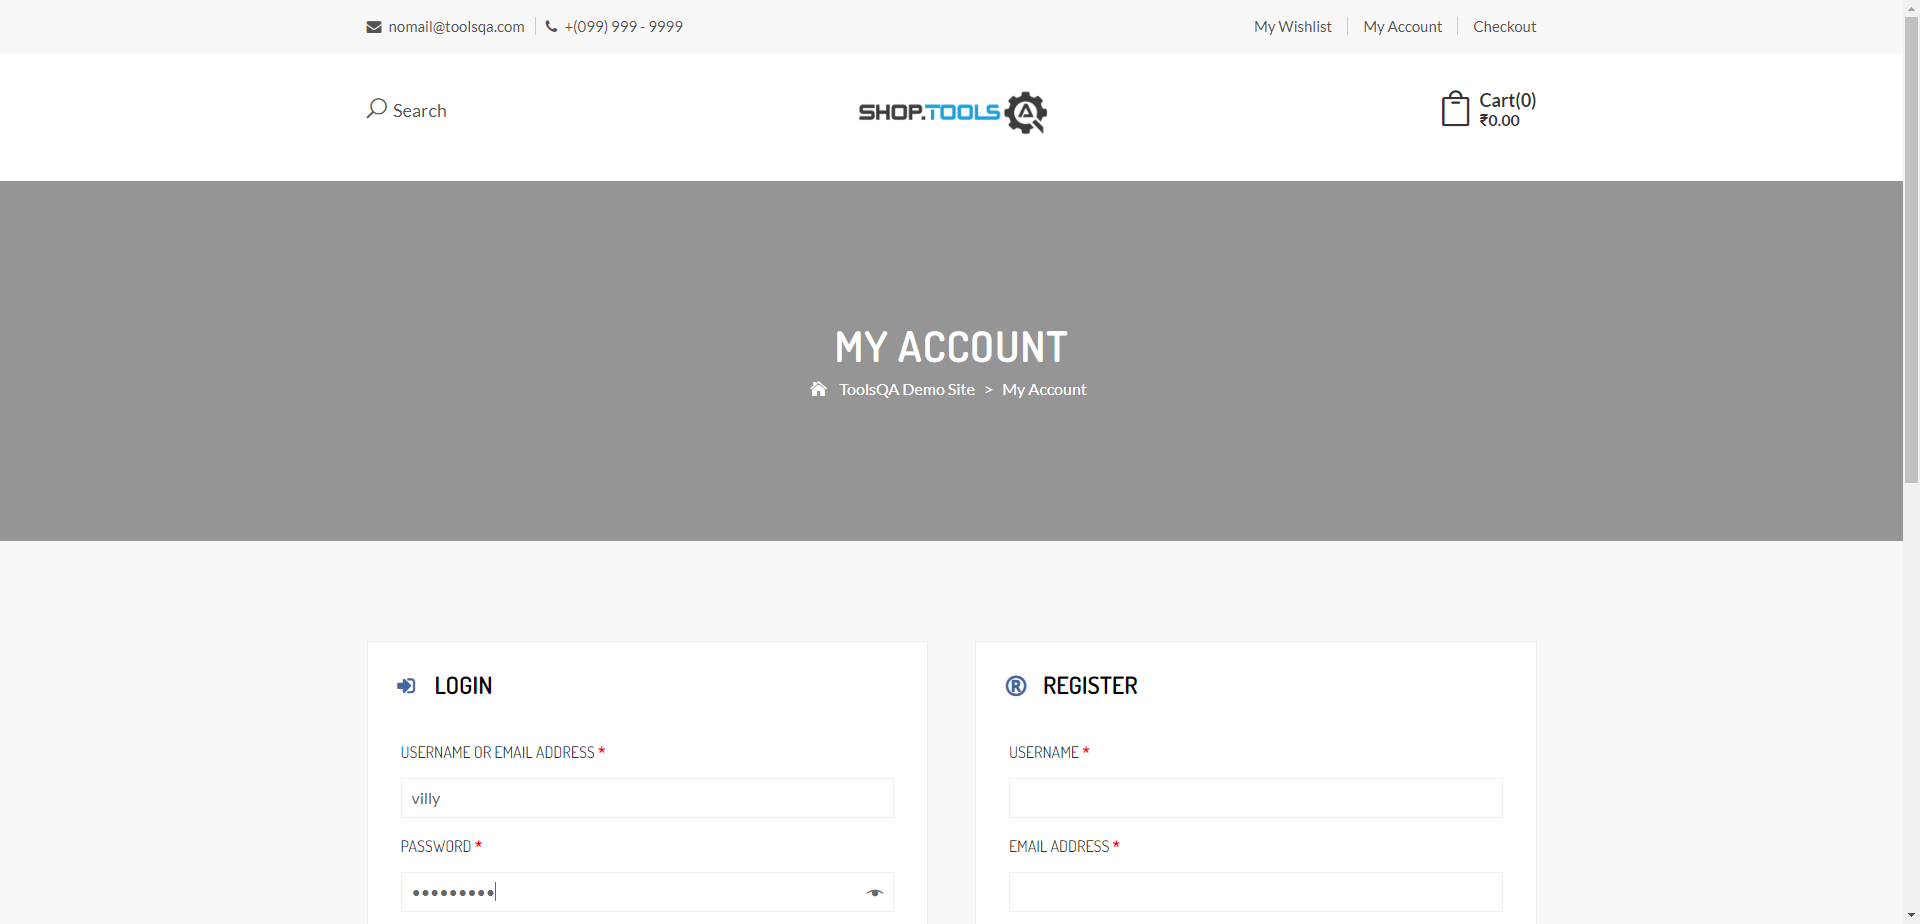 nomail@toolsqa.com
+(099) 999 - 9999
My Wishlist
My Account
Checkout
Search
SHOP.TOOLS
Cart(0)
₹0.00
MY ACCOUNT
ToolsQA Demo Site > My Account
LOGIN
USERNAME OR EMAIL ADDRESS *
villy
PASSWORD *
•••••••••
REGISTER
USERNAME *
EMAIL ADDRESS *